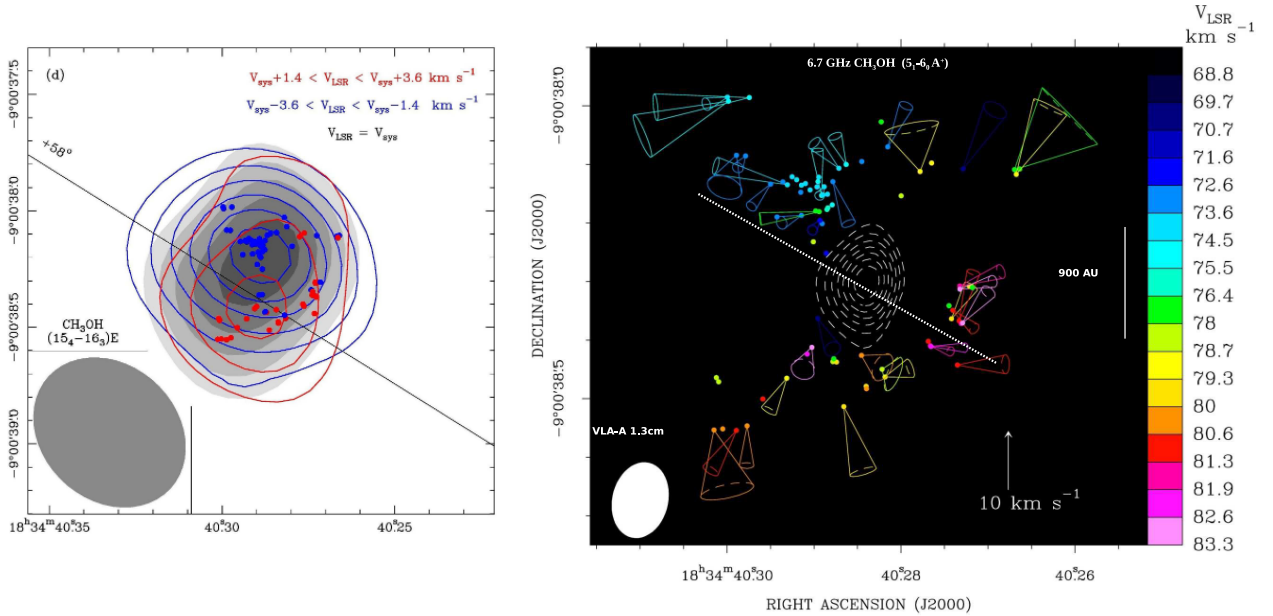 (d)
V_sys+1.4 < V_LSR < V_sys+3.6 km s⁻¹
V_sys−3.6 < V_LSR < V_sys−1.4 km s⁻¹
V_LSR = V_sys
+58°
CH₃OH
(15₄−16₃)E
−9°00'37".5
−9°00'38".0
−9°00'38".5
−9°00'39".0
18ʰ34ᵐ40ˢ.35
40ˢ.30
40ˢ.25
6.7 GHz CH₃OH (5₁-6₀ A⁺)
900 AU
VLA-A 1.3cm
10 km s⁻¹
DECLINATION (J2000)
−9°00'38".0
−9°00'38".5
18ʰ34ᵐ40ˢ.30
40ˢ.28
40ˢ.26
RIGHT ASCENSION (J2000)
V_LSR
km s⁻¹
68.8
69.7
70.7
71.6
72.6
73.6
74.5
75.5
76.4
78
78.7
79.3
80
80.6
81.3
81.9
82.6
83.3